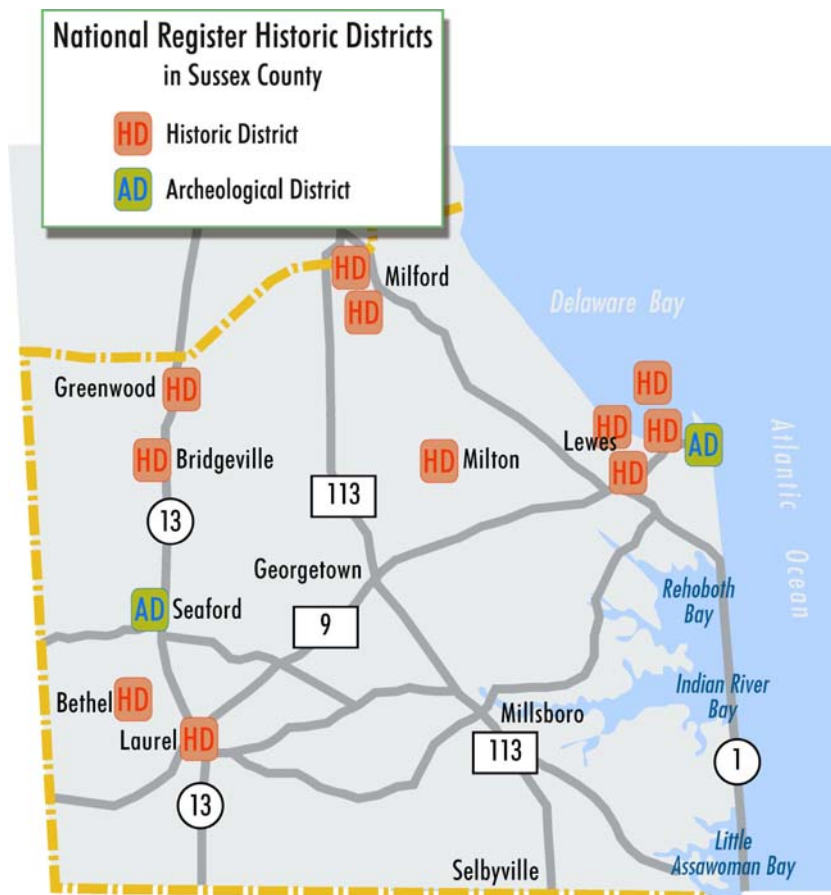 National Register Historic Districts
in Sussex County
HD Historic District
AD Archeological District
HD Milford
HD
Delaware Bay
Greenwood HD
HD
HD Bridgeville
HD Milton
HD
Lewes HD
AD
HD
Atlantic Ocean
113
13
Georgetown
Rehoboth
Bay
AD Seaford
9
Bethel HD
Indian River
Bay
Laurel HD
Millsboro
113
1
13
Little
Assawoman Bay
Selbyville